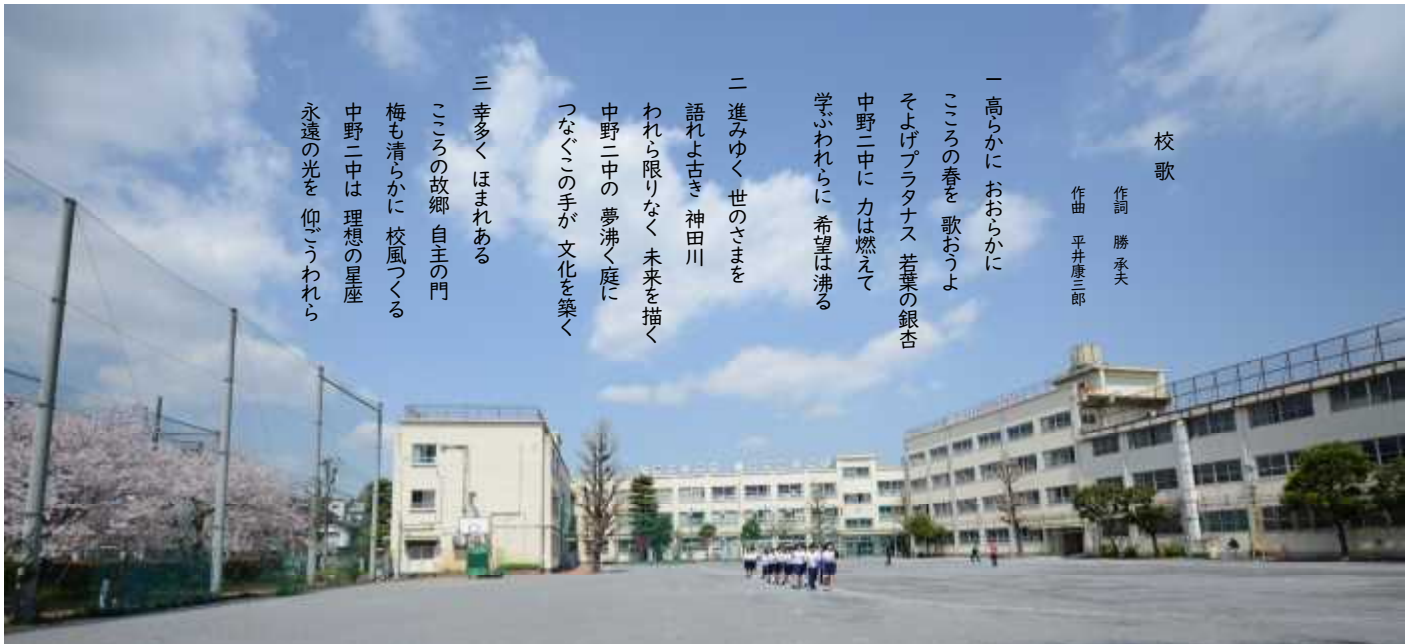 校歌
作詞 勝 承夫
作曲 平井康三郎
一 高らかに おおらかに
こころの春を 歌おうよ
そよげプラタナス 若葉の銀杏
中野二中に 力は燃えて
学ぶわれらに 希望は沸る
二 進みゆく 世のさまを
語れよ古き 神田川
われら限りなく 未来を描く
中野二中の 夢沸く庭に
つなぐこの手が 文化を築く
三 幸多く ほまれある
こころの故郷 自主の門
梅も清らかに 校風つくる
中野二中は 理想の星座
永遠の光を 仰ごうわれら